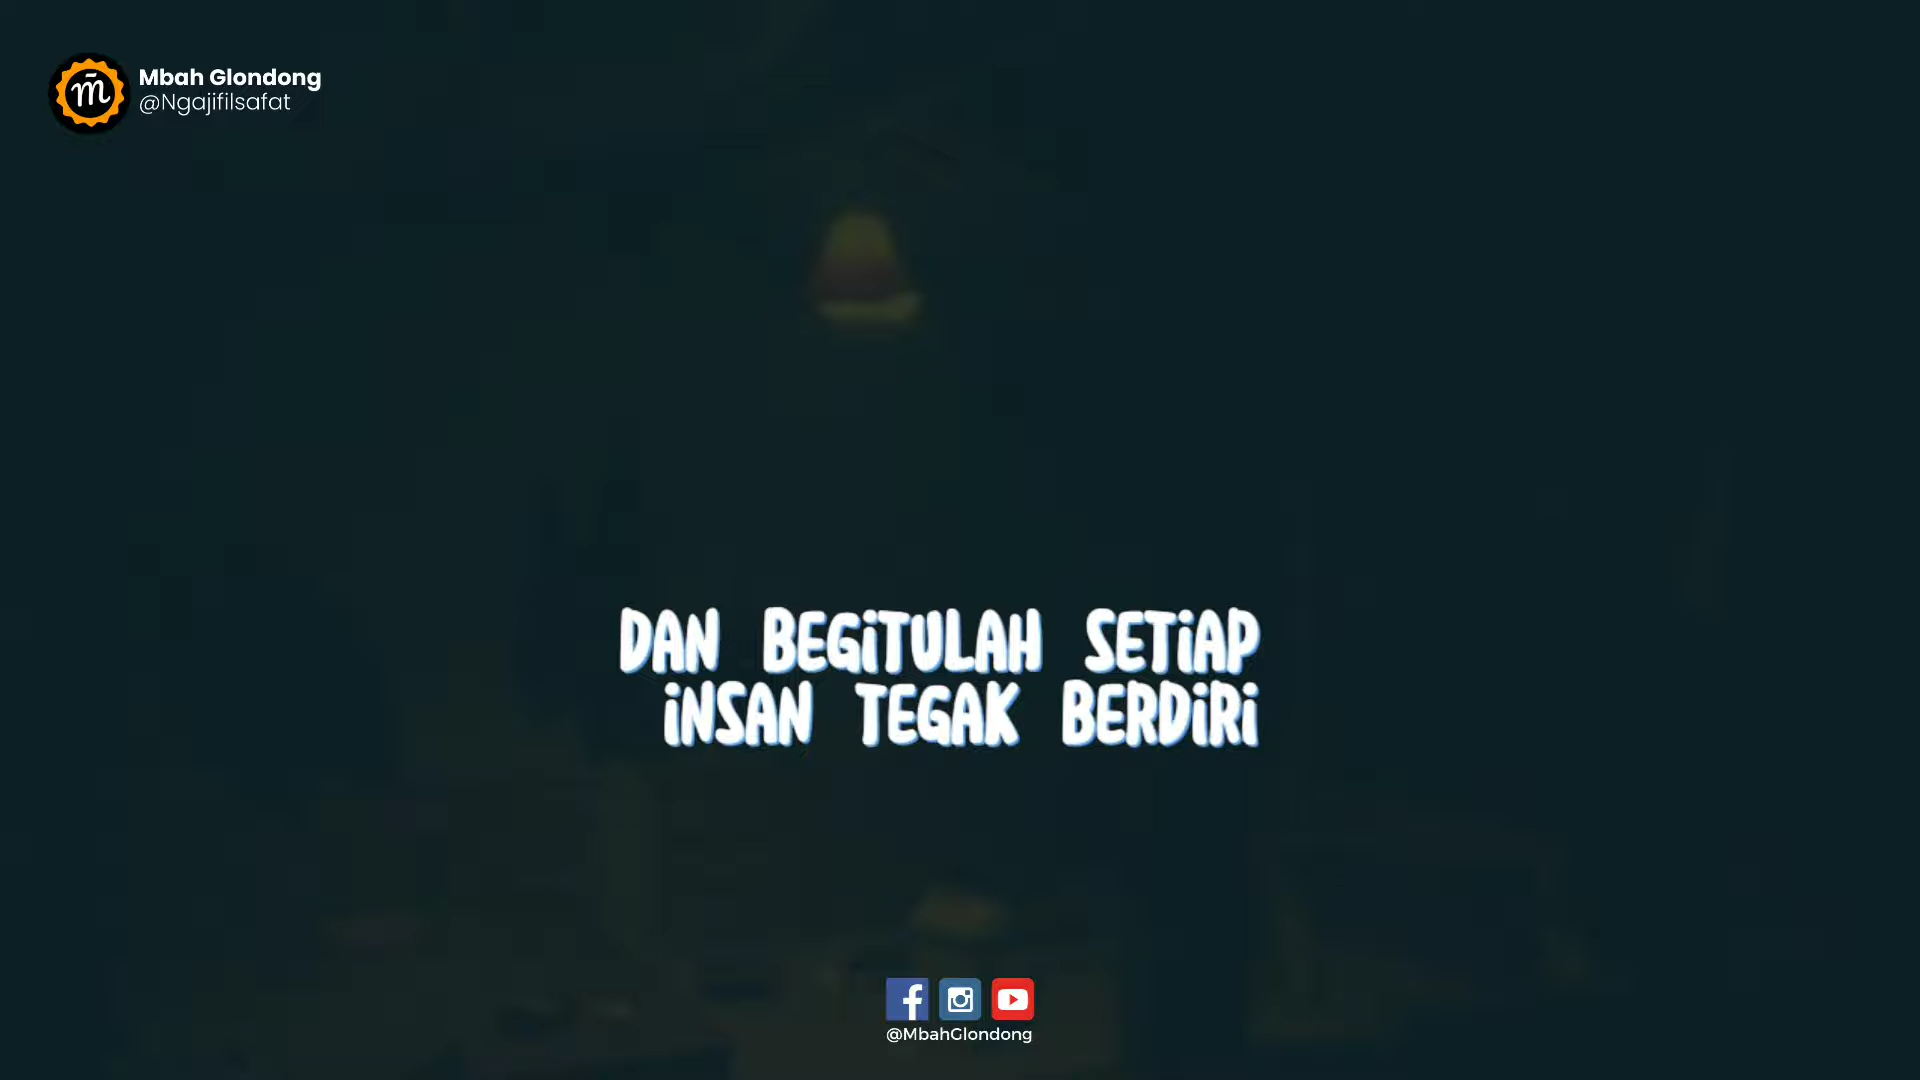 Mbah Glondong
@Ngajifilsafat
DAN BEGiTULAH SETiAP
iNSAN TEGAK BERDiRi
@MbahGlondong